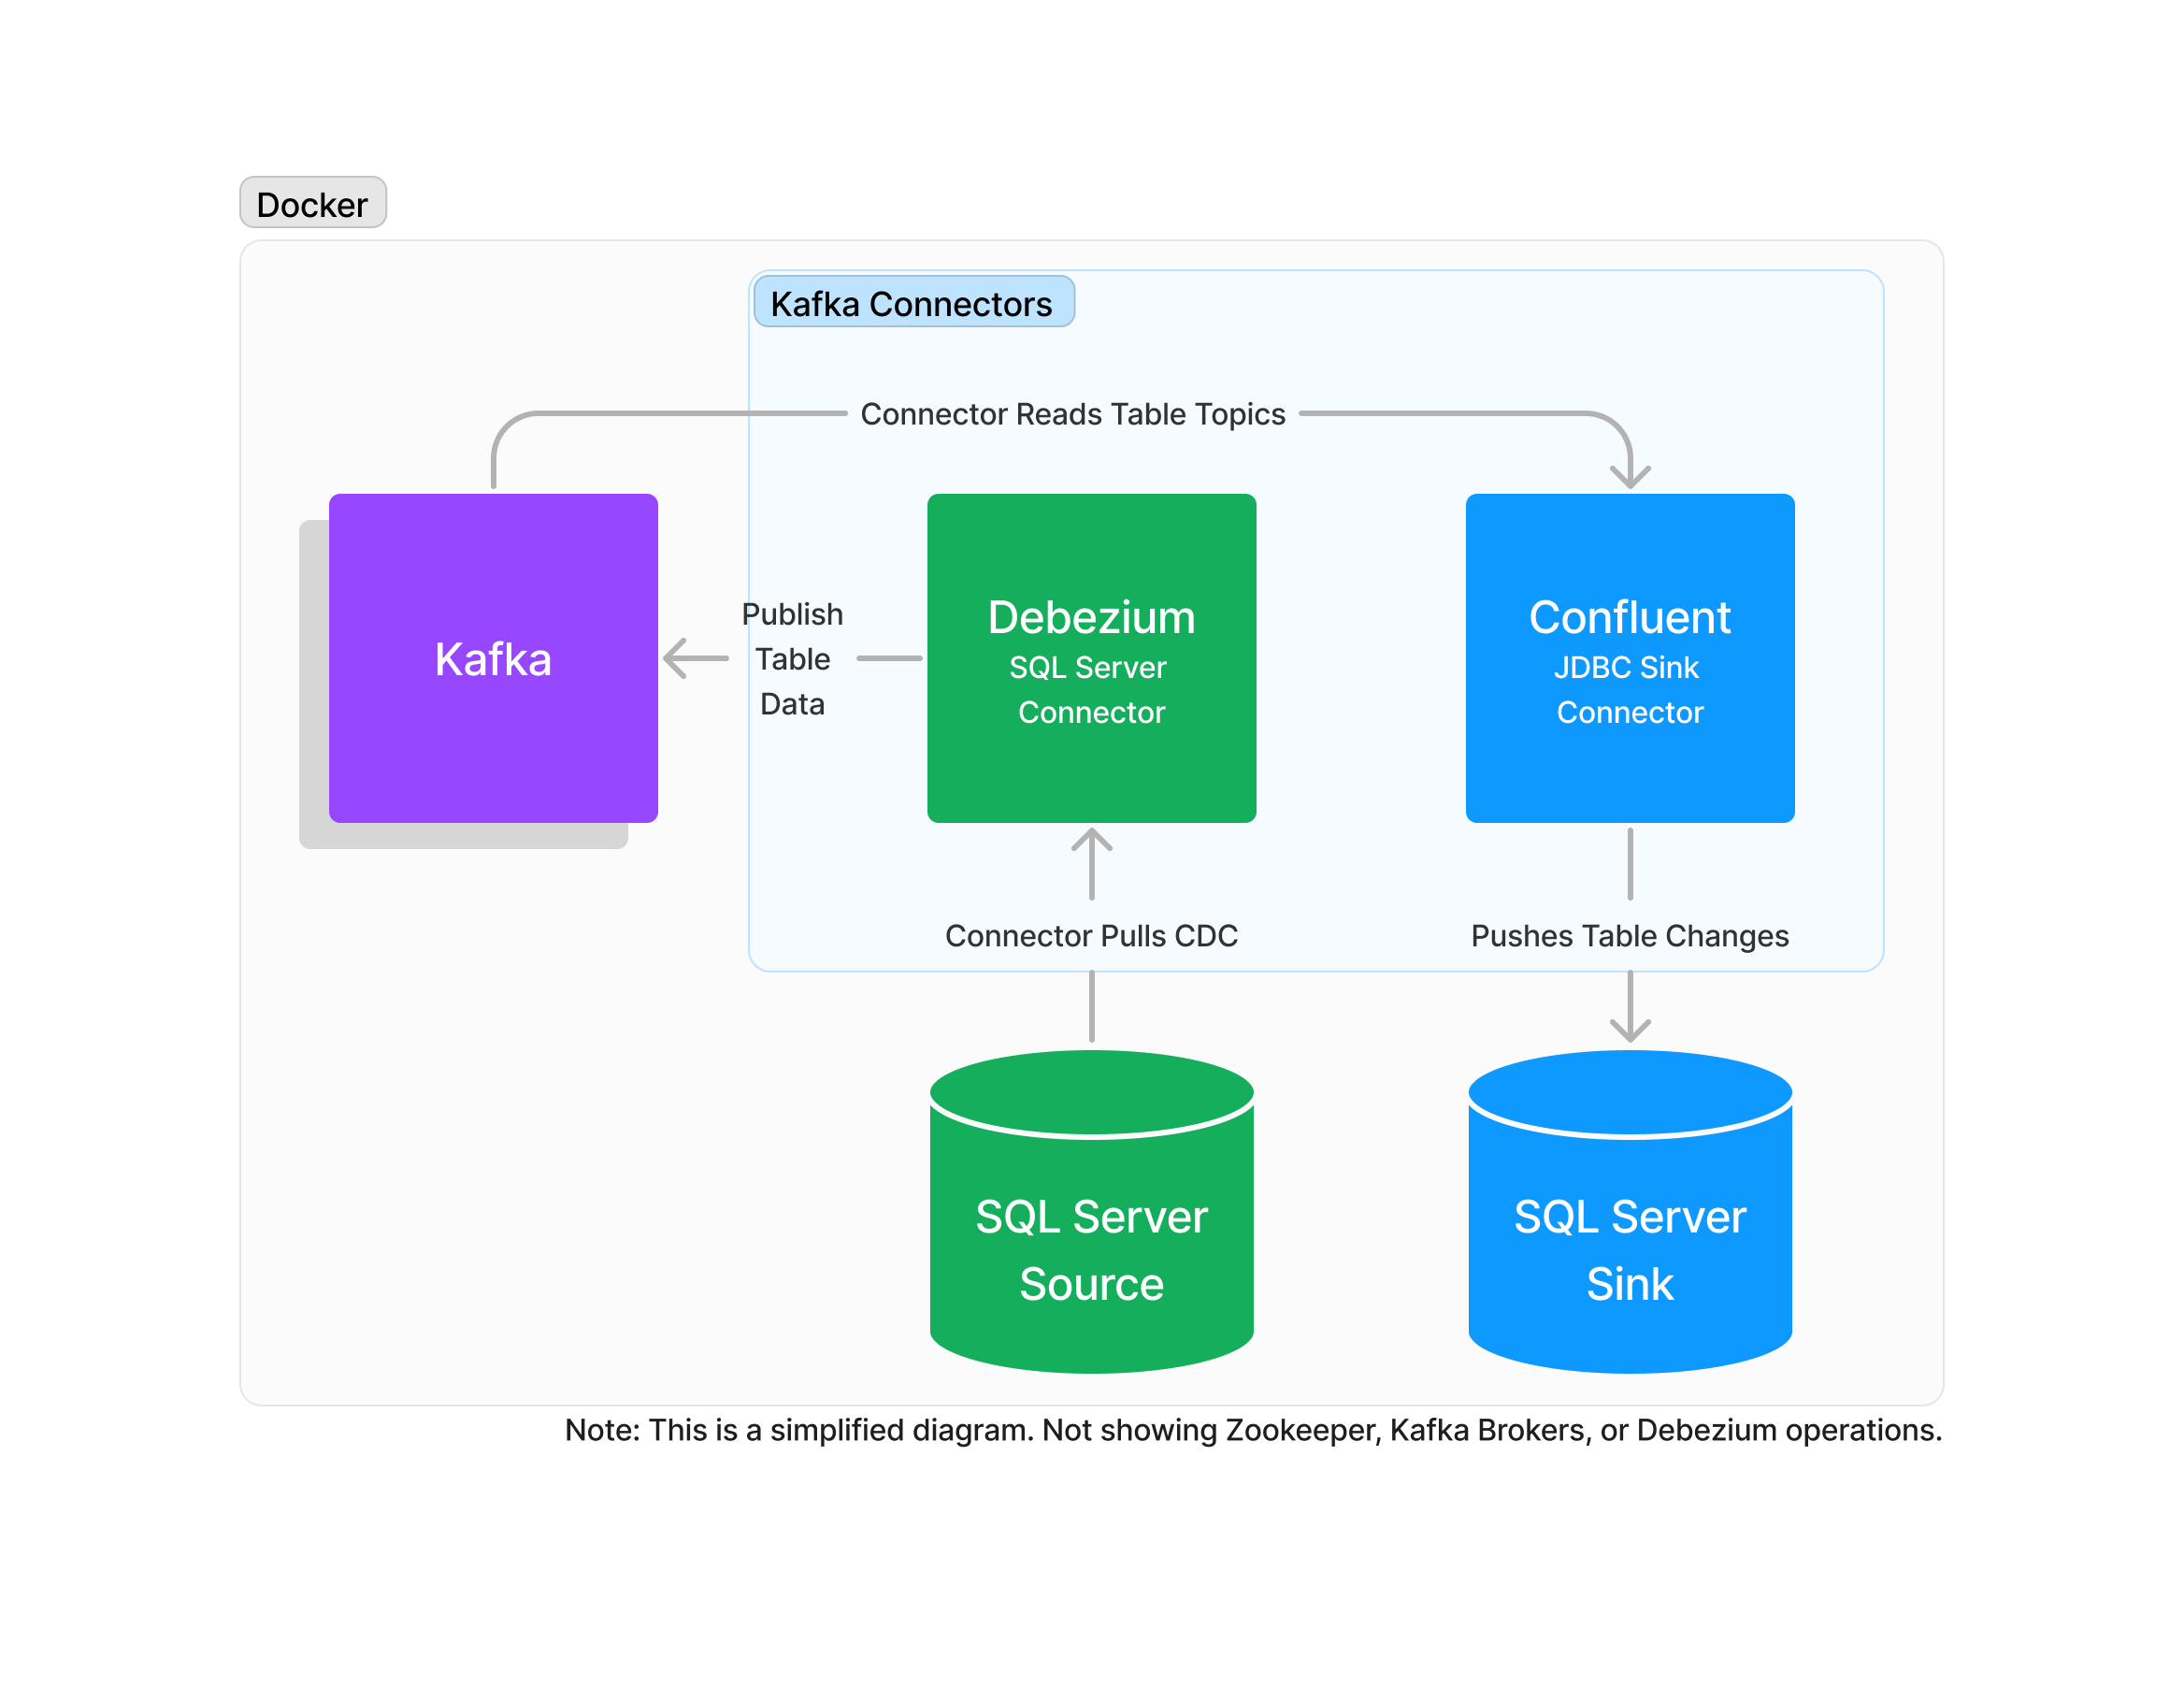 Docker
Kafka Connectors
Connector Reads Table Topics
Kafka
Publish
Table
Data
Debezium
SQL Server
Connector
Confluent
JDBC Sink
Connector
Connector Pulls CDC
Pushes Table Changes
SQL Server
Source
SQL Server
Sink
Note: This is a simplified diagram. Not showing Zookeeper, Kafka Brokers, or Debezium operations.